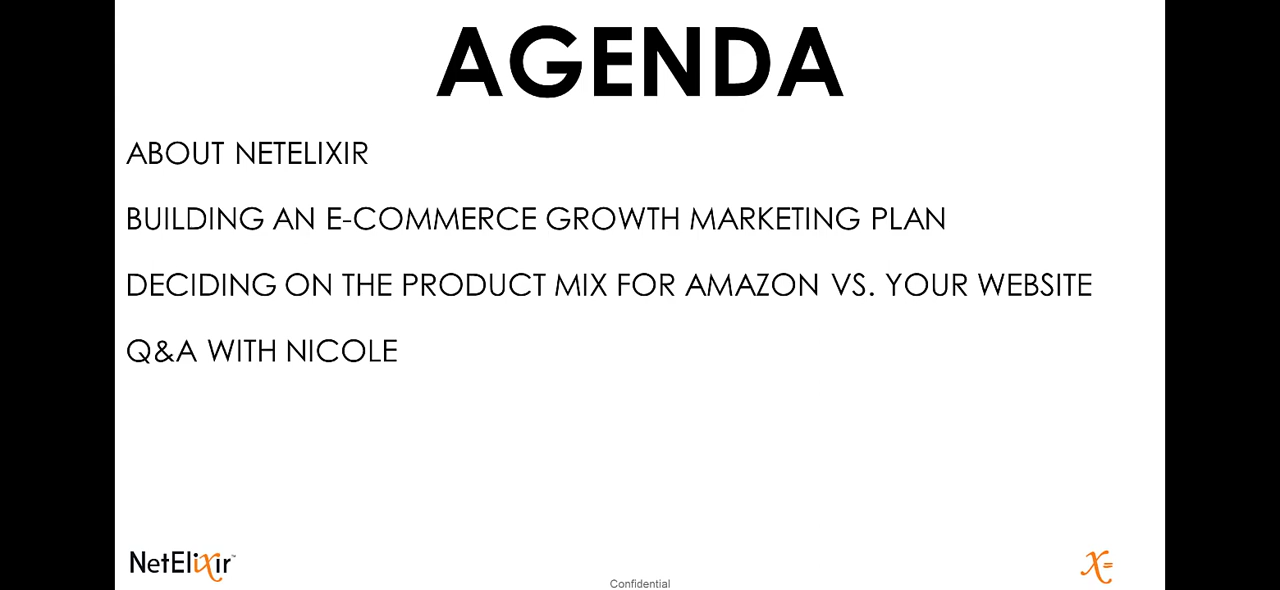 AGENDA
ABOUT NETELIXIR
BUILDING AN E-COMMERCE GROWTH MARKETING PLAN
DECIDING ON THE PRODUCT MIX FOR AMAZON VS. YOUR WEBSITE
Q&A WITH NICOLE
NetElixir™
X=
Confidential